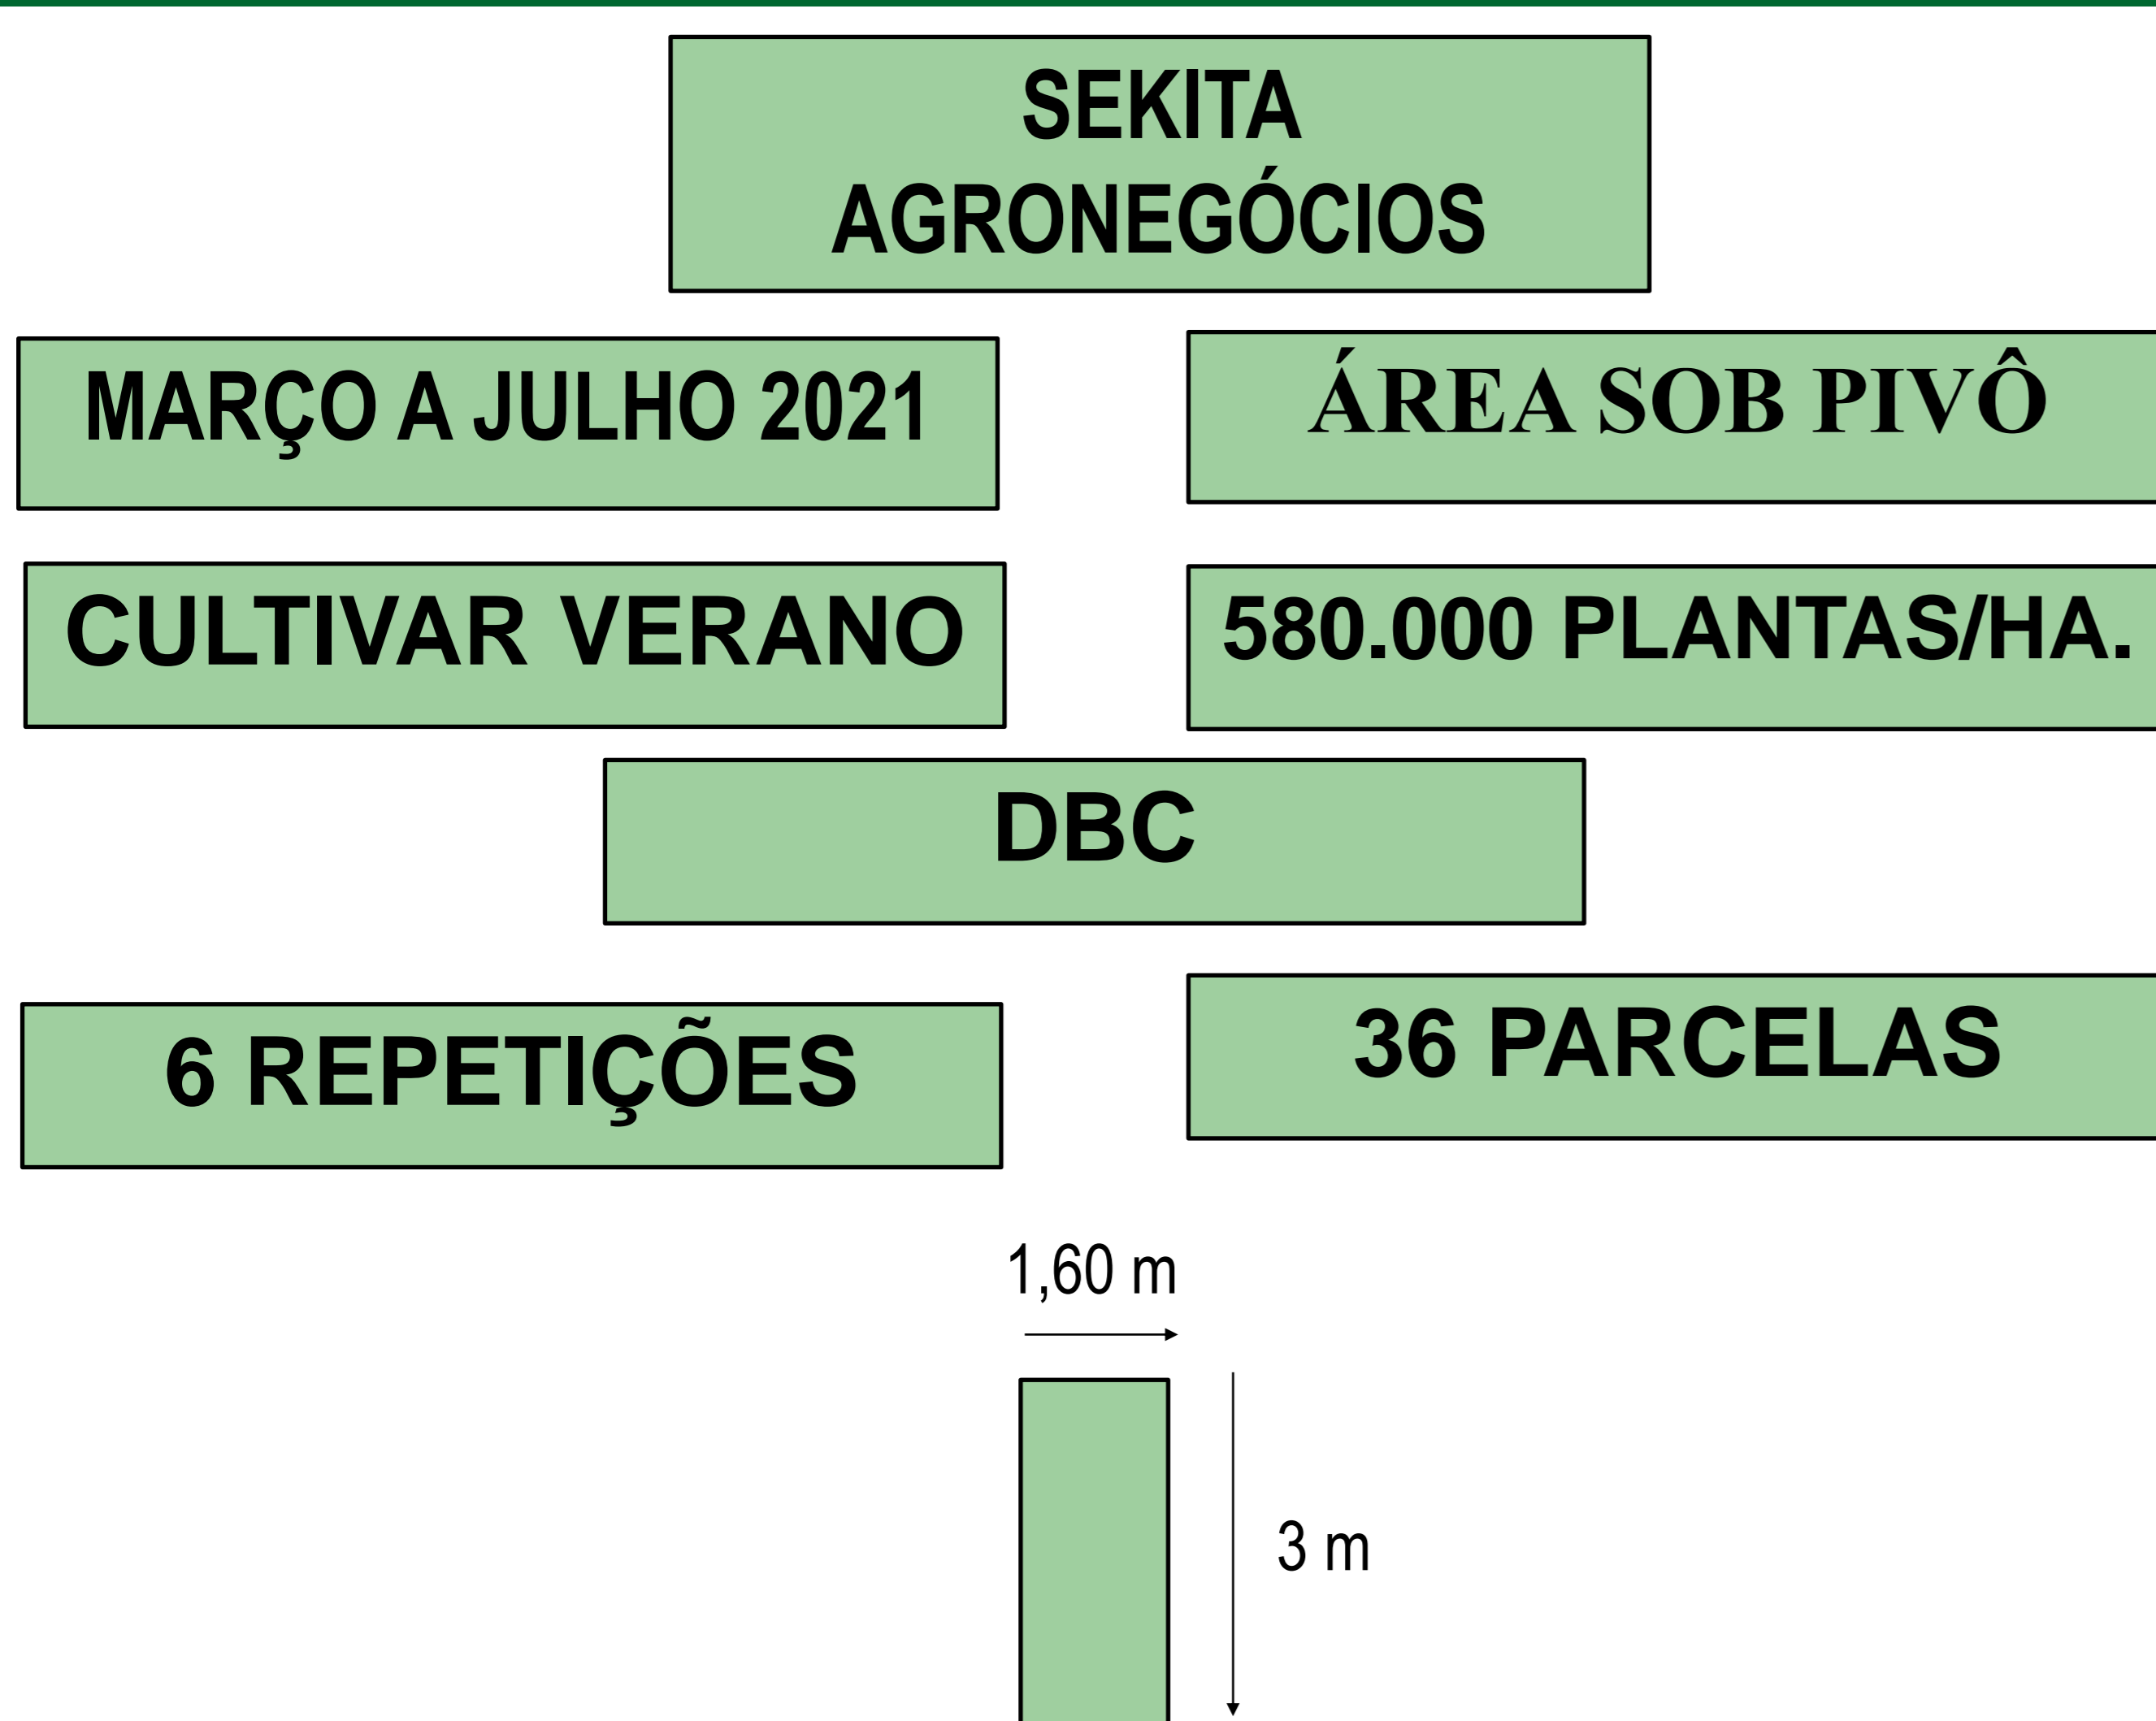 SEKITA
AGRONEGÓCIOS
MARÇO A JULHO 2021
ÁREA SOB PIVÔ
CULTIVAR VERANO
580.000 PLANTAS/HA.
DBC
6 REPETIÇÕES
36 PARCELAS
1,60 m
3 m